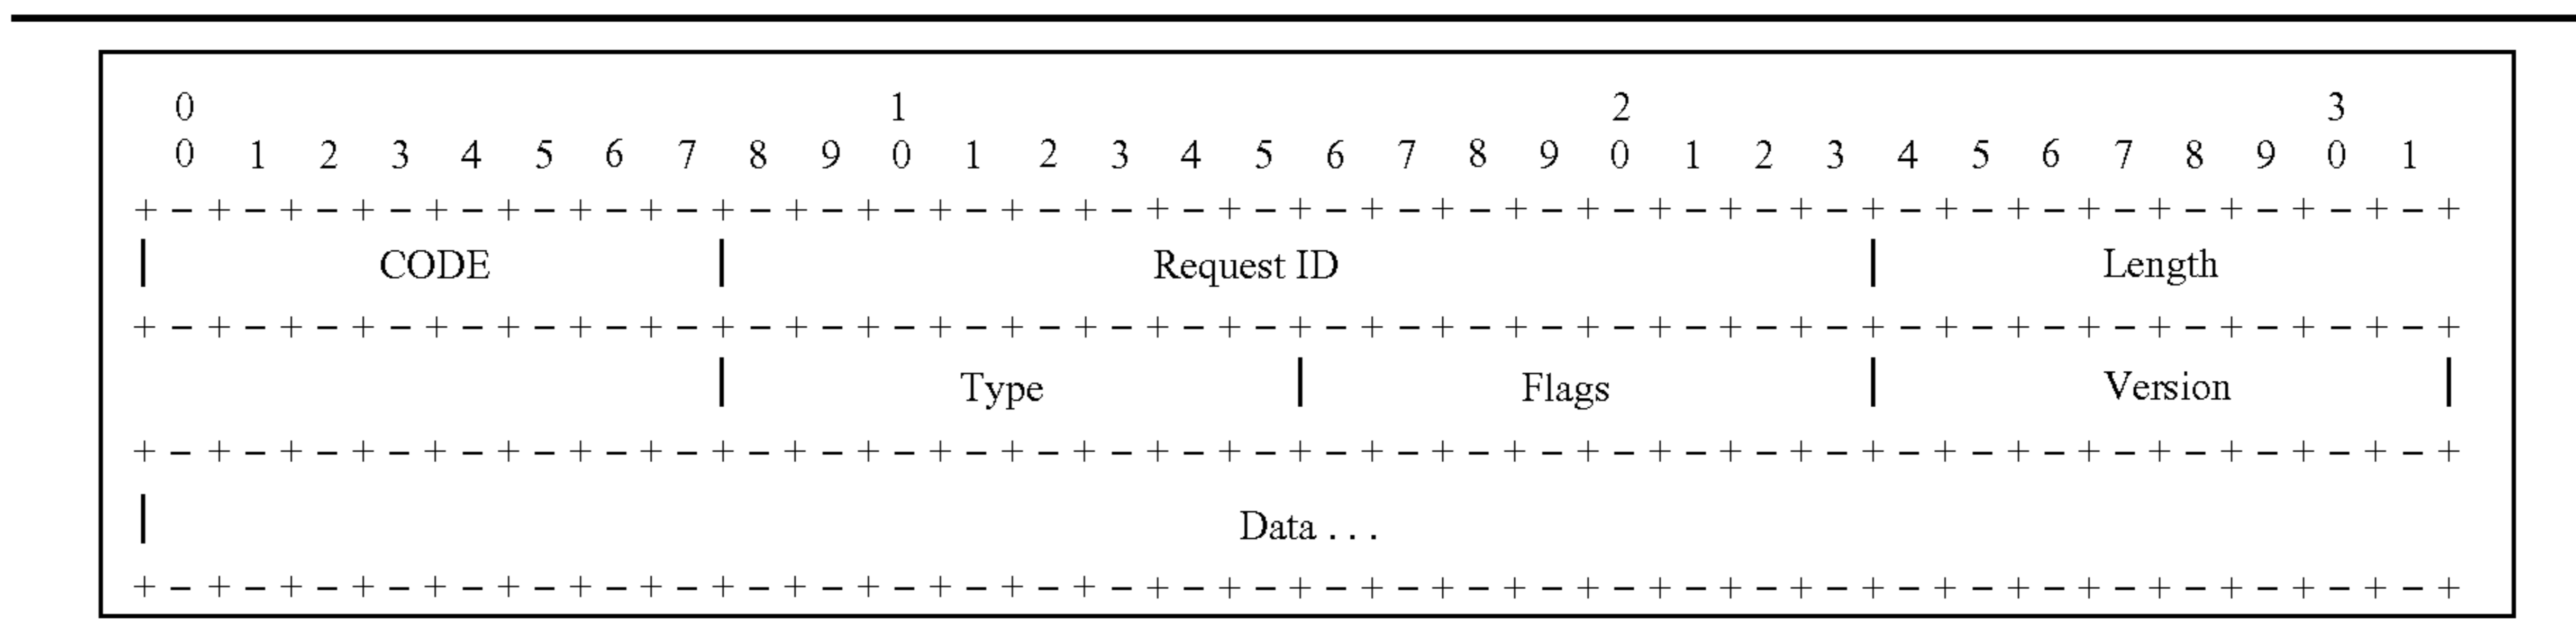 0 1 2 3
0 1 2 3 4 5 6 7 8 9 0 1 2 3 4 5 6 7 8 9 0 1 2 3 4 5 6 7 8 9 0 1
+ - + - + - + - + - + - + - + - + - + - + - + - + - + - + - + - + - + - + - + - + - + - + - + - + - + - + - + - + - + - + - + - +
| CODE | Request ID | Length
+ - + - + - + - + - + - + - + - + - + - + - + - + - + - + - + - + - + - + - + - + - + - + - + - + - + - + - + - + - + - + - + - +
| Type | Flags | Version |
+ - + - + - + - + - + - + - + - + - + - + - + - + - + - + - + - + - + - + - + - + - + - + - + - + - + - + - + - + - + - + - + - +
| Data . . .
+ - + - + - + - + - + - + - + - + - + - + - + - + - + - + - + - + - + - + - + - + - + - + - + - + - + - + - + - + - + - + - + - +